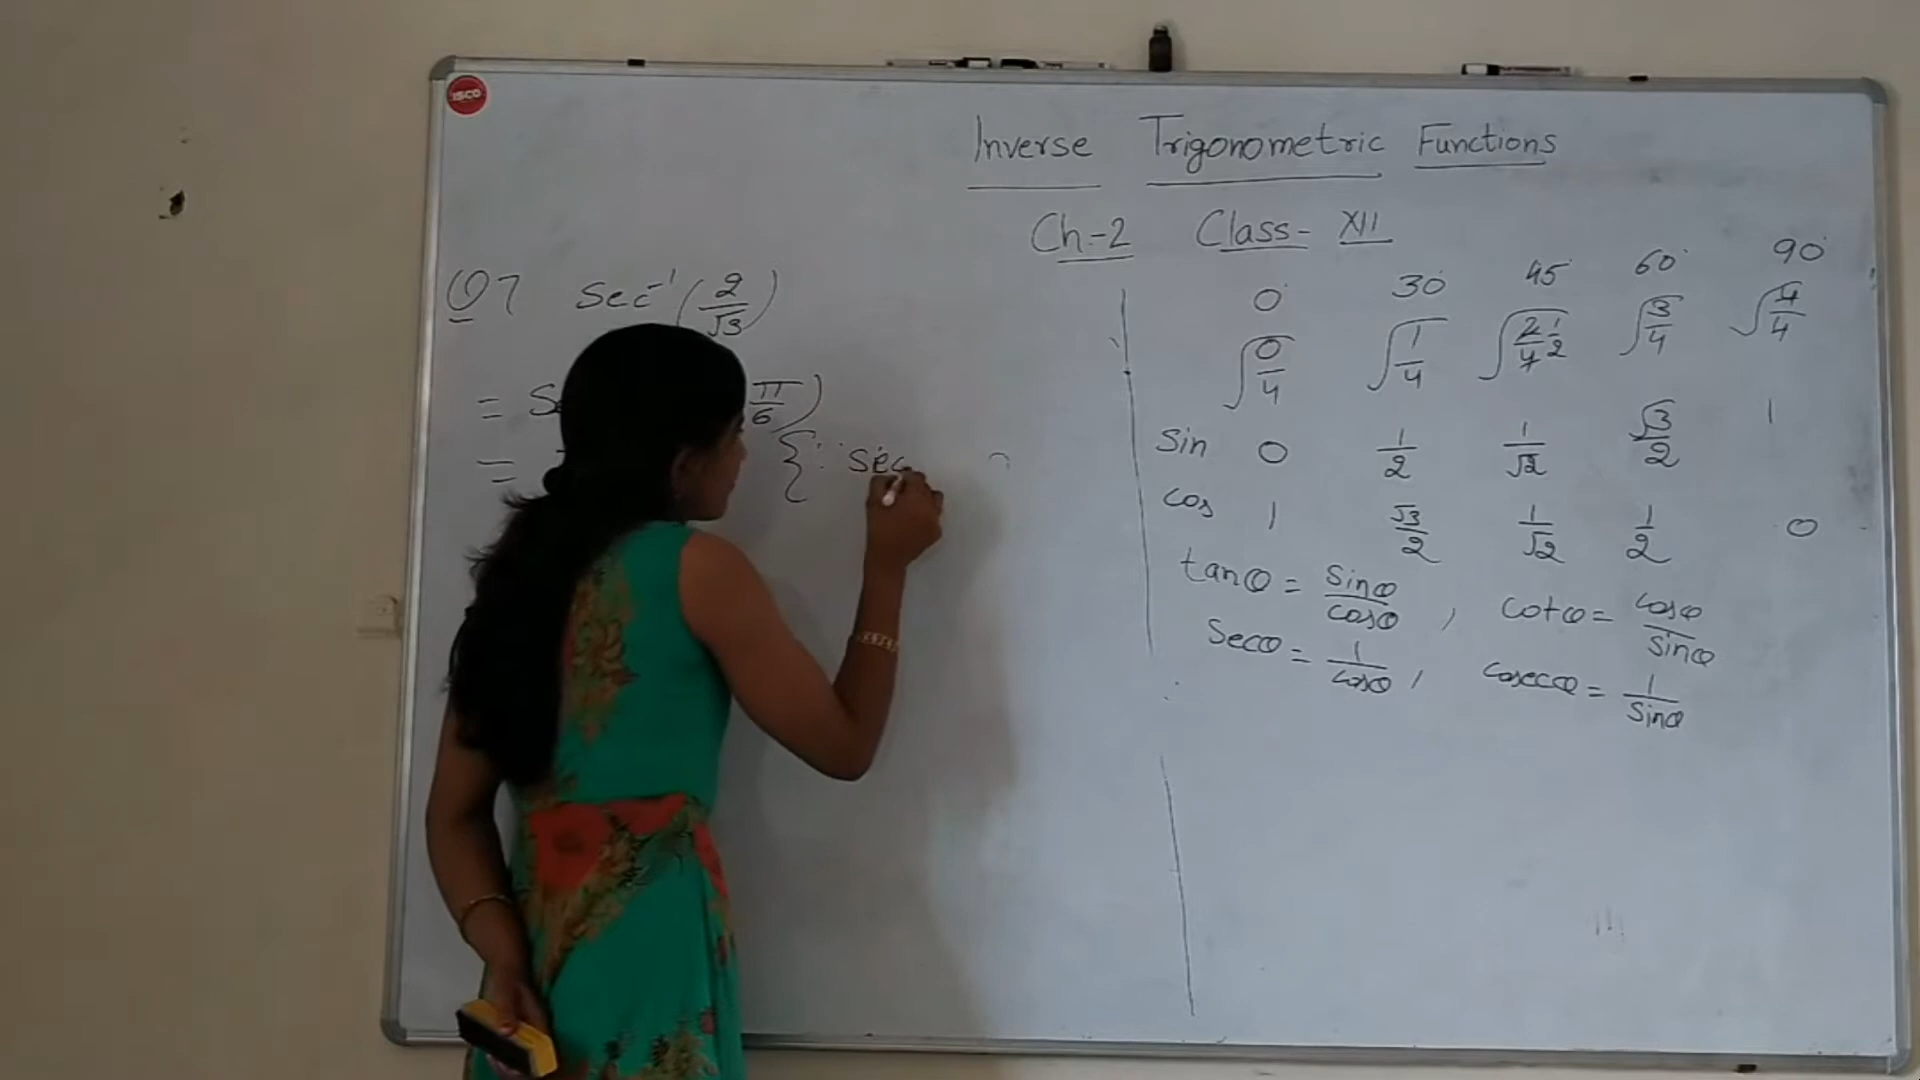 ISCO
Inverse Trigonometric Functions
Ch-2 Class- XII
Q7 Sec⁻¹(2/√3)
= π/6)
= {∵ sec
0° 30° 45° 60° 90°
√0/4 √1/4 √2/4 1/2 √3/4 √4/4
sin 0 1/2 1/√2 √3/2 1
cos 1 √3/2 1/√2 1/2 0
tanθ = sinθ/cosθ , cotθ = cosθ/sinθ
Secθ = 1/cosθ , cosecθ = 1/sinθ